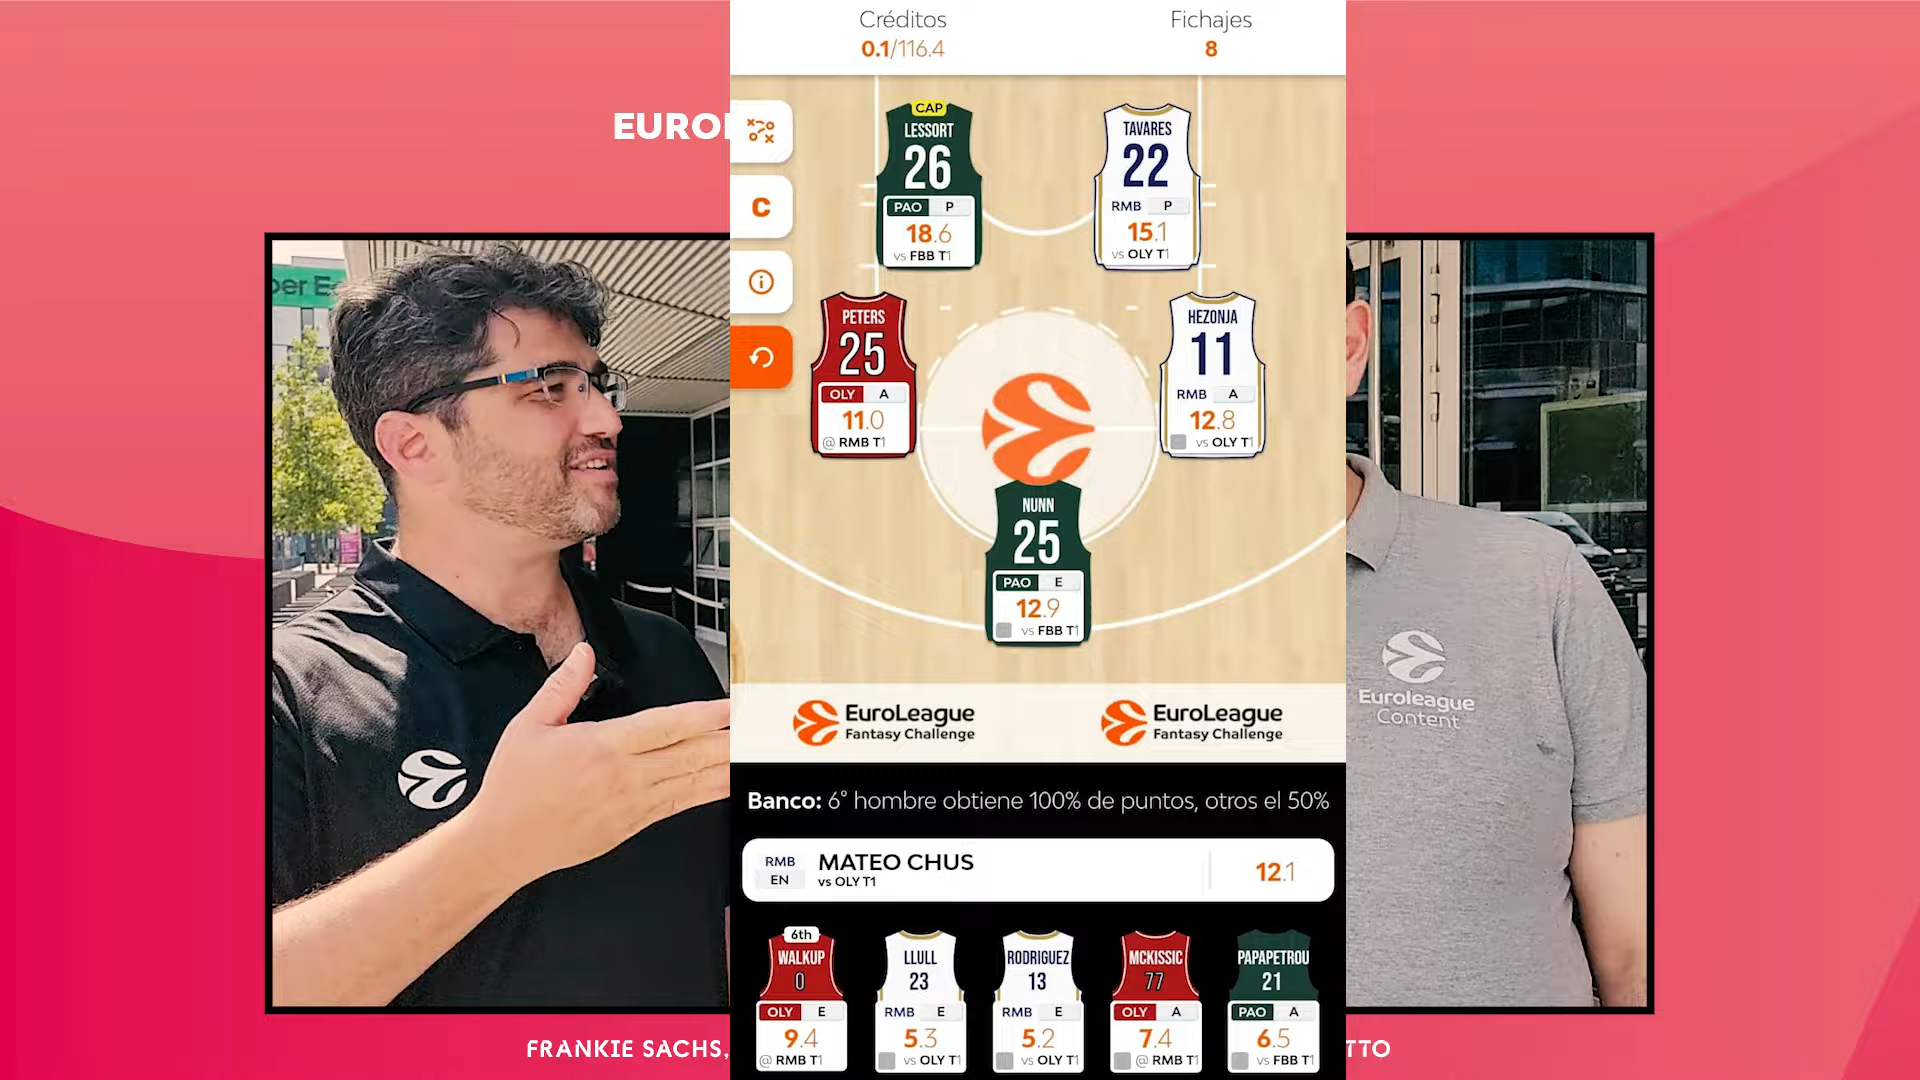 Créditos
0.1/116.4
Fichajes
8
EURO
C
CAP
LESSORT
26
PAO P
18.6
vs FBB T1
TAVARES
22
RMB P
15.1
vs OLY T1
PETERS
25
OLY A
11.0
@ RMB T1
HEZONJA
11
RMB A
12.8
vs OLY T1
NUNN
25
PAO E
12.9
vs FBB T1
EuroLeague
Fantasy Challenge
EuroLeague
Fantasy Challenge
Euroleague
Content
Banco: 6° hombre obtiene 100% de puntos, otros el 50%
RMB
EN
MATEO CHUS
vs OLY T1
12.1
6th
WALKUP
0
OLY E
9.4
@ RMB T1
LLULL
23
RMB E
5.3
vs OLY T1
RODRIGUEZ
13
RMB E
5.2
vs OLY T1
MCKISSIC
77
OLY A
7.4
@ RMB T1
PAPAPETROU
21
PAO A
6.5
vs FBB T1
FRANKIE SACHS,
TTO